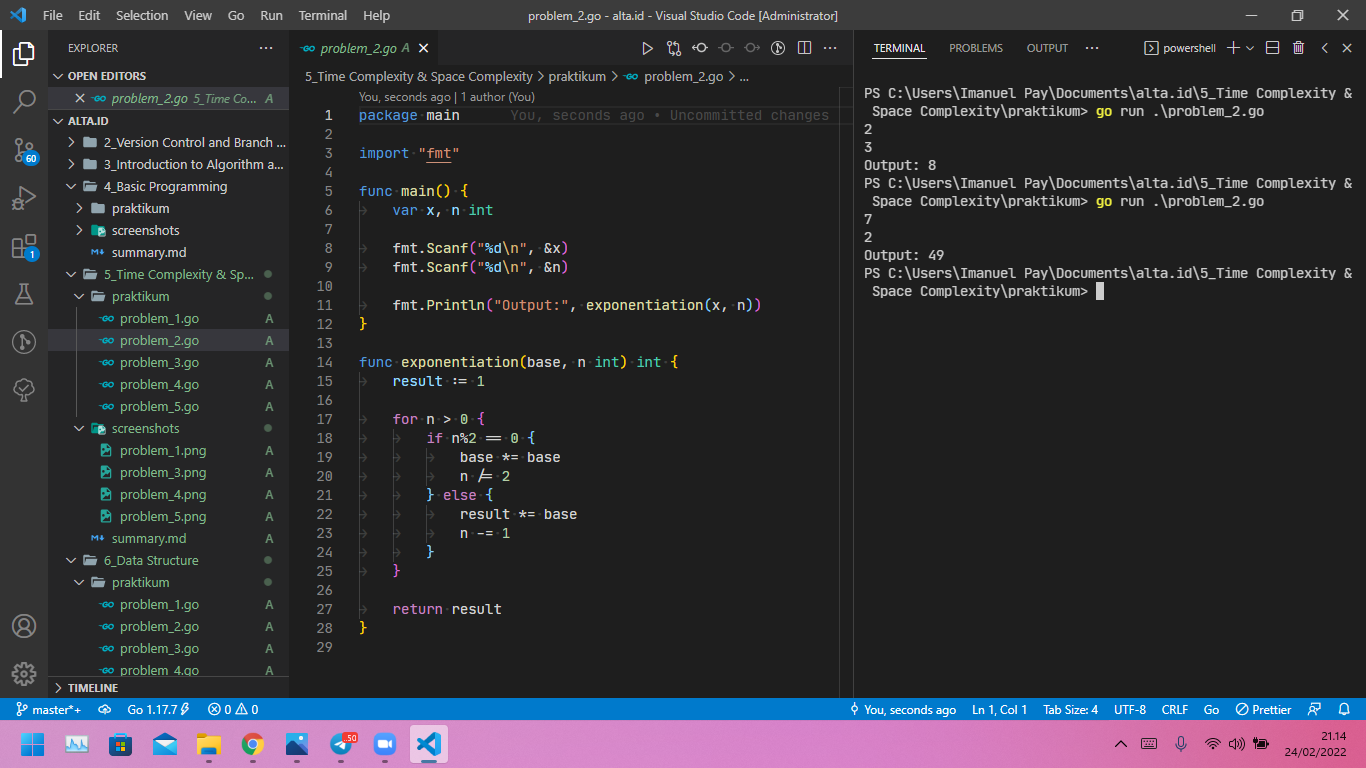 File Edit Selection View Go Run Terminal Help
problem_2.go - alta.id - Visual Studio Code [Administrator]
EXPLORER
OPEN EDITORS
problem_2.go 5_Time Co... A
ALTA.ID
2_Version Control and Branch ...
3_Introduction to Algorithm a...
4_Basic Programming
praktikum
screenshots
summary.md
5_Time Complexity & Sp...
praktikum
problem_1.go A
problem_2.go A
problem_3.go A
problem_4.go A
problem_5.go A
screenshots
problem_1.png A
problem_3.png A
problem_4.png A
problem_5.png A
summary.md A
6_Data Structure
praktikum
problem_1.go A
problem_2.go A
problem_3.go A
problem_4.go A
TIMELINE
60
1
problem_2.go A
5_Time Complexity & Space Complexity > praktikum > problem_2.go > ...
You, seconds ago | 1 author (You)
1 package main You, seconds ago • Uncommitted changes
2
3 import "fmt"
4
5 func main() {
6 var x, n int
7
8 fmt.Scanf("%d\n", &x)
9 fmt.Scanf("%d\n", &n)
10
11 fmt.Println("Output:", exponentiation(x, n))
12 }
13
14 func exponentiation(base, n int) int {
15 result := 1
16
17 for n > 0 {
18 if n%2 == 0 {
19 base *= base
20 n /= 2
21 } else {
22 result *= base
23 n -= 1
24 }
25 }
26
27 return result
28 }
29
TERMINAL PROBLEMS OUTPUT ... powershell
PS C:\Users\Imanuel Pay\Documents\alta.id\5_Time Complexity &
Space Complexity\praktikum> go run .\problem_2.go
2
3
Output: 8
PS C:\Users\Imanuel Pay\Documents\alta.id\5_Time Complexity &
Space Complexity\praktikum> go run .\problem_2.go
7
2
Output: 49
PS C:\Users\Imanuel Pay\Documents\alta.id\5_Time Complexity &
Space Complexity\praktikum>
master*+ Go 1.17.7 0 0 You, seconds ago Ln 1, Col 1 Tab Size: 4 UTF-8 CRLF Go Prettier
.50
21.14
24/02/2022